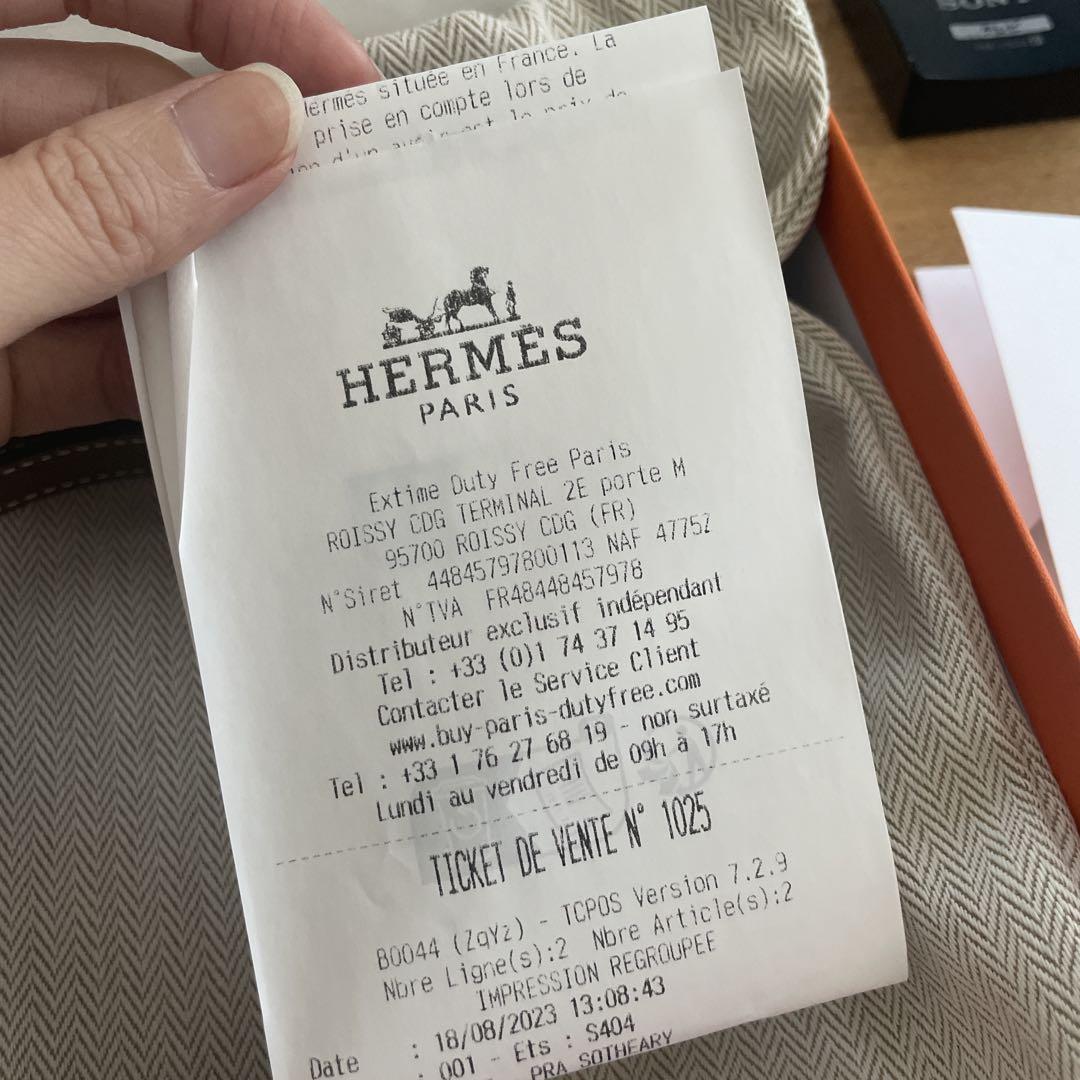 Hermès située en France. La
prise en compte lors de
d'un
HERMÈS
PARIS
Extime Duty Free Paris
ROISSY CDG TERMINAL 2E porte M
95700 ROISSY CDG (FR)
N°Siret 44845797800113 NAF 4775Z
N°TVA FR48448457978
Distributeur exclusif indépendant
Tel : +33 (0)1 74 37 14 95
Contacter le Service Client
www.buy-paris-dutyfree.com
Tel : +33 1 76 27 68 19 - non surtaxé
Lundi au vendredi de 09h à 17h
TICKET DE VENTE N° 1025
B0044 (ZqYz) - TCPOS Version 7.2.9
Nbre Ligne(s):2 Nbre Article(s):2
IMPRESSION REGROUPEE
Date : 18/08/2023 13:08:43
: 001 - Ets : S404
PRA SOTHEARY
SONY